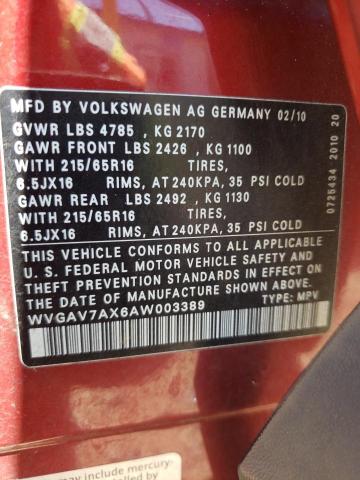 MFD BY VOLKSWAGEN AG GERMANY 02/10
GVWR LBS 4785 , KG 2170
GAWR FRONT LBS 2426 , KG 1100
WITH 215/65R16 TIRES,
6.5JX16 RIMS, AT 240KPA, 35 PSI COLD
GAWR REAR LBS 2492 , KG 1130
WITH 215/65R16 TIRES,
6.5JX16 RIMS, AT 240KPA, 35 PSI COLD
THIS VEHICLE CONFORMS TO ALL APPLICABLE
U. S. FEDERAL MOTOR VEHICLE SAFETY AND
THEFT PREVENTION STANDARDS IN EFFECT ON
THE DATE OF MANUFACTURE SHOWN ABOVE.
WVGAV7AX6AW003389 TYPE: MPV
0725434 2010 20
may include mercury-